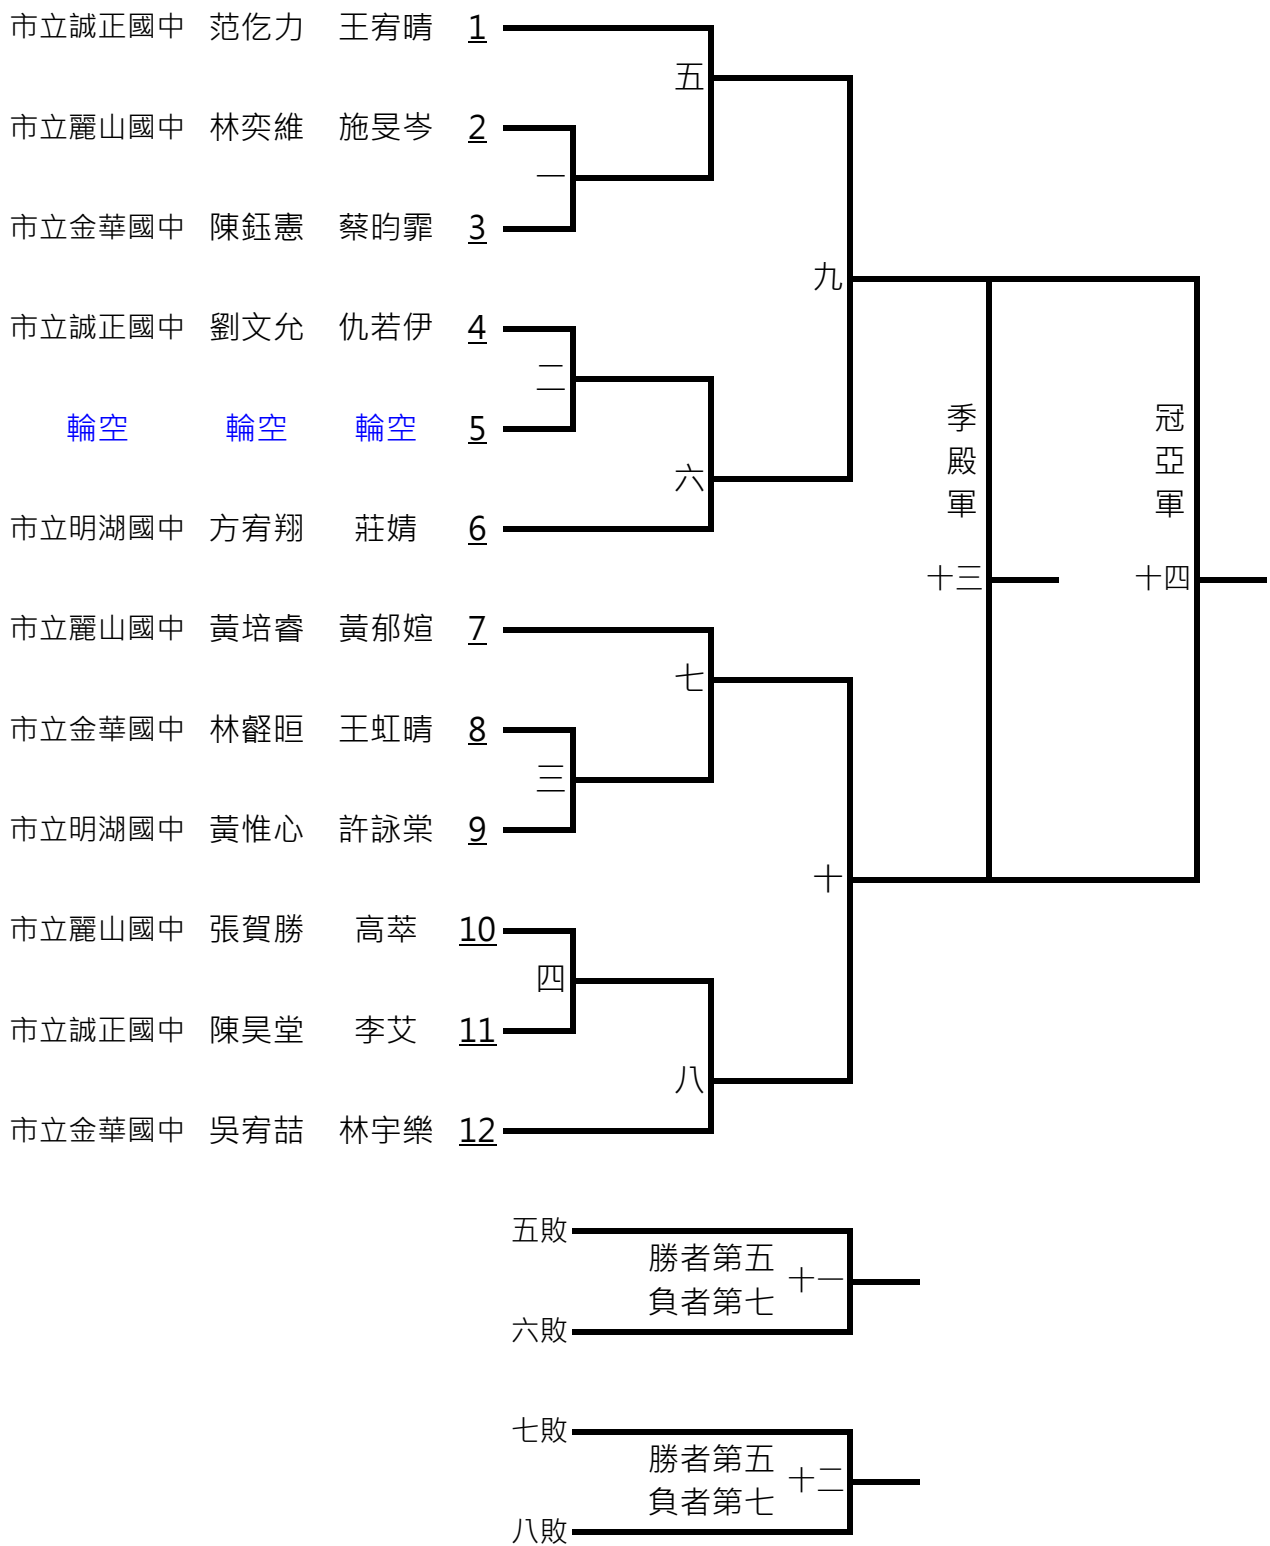 市立誠正國中 范仡力 王宥晴 1
五
市立麗山國中 林奕維 施旻岑 2
一
市立金華國中 陳鈺憲 蔡昀霏 3
九
市立誠正國中 劉文允 仇若伊 4
二
季殿軍 冠亞軍
輪空 輪空 輪空 5
六
市立明湖國中 方宥翔 莊婧 6
十三 十四
市立麗山國中 黃培睿 黃郁媗 7
七
市立金華國中 林叡晅 王虹晴 8
三
市立明湖國中 黃惟心 許詠棠 9
十
市立麗山國中 張賀勝 高萃 10
四
市立誠正國中 陳昊堂 李艾 11
八
市立金華國中 吳宥喆 林宇樂 12
五敗
勝者第五
十一
負者第七
六敗
七敗
勝者第五
十二
負者第七
八敗